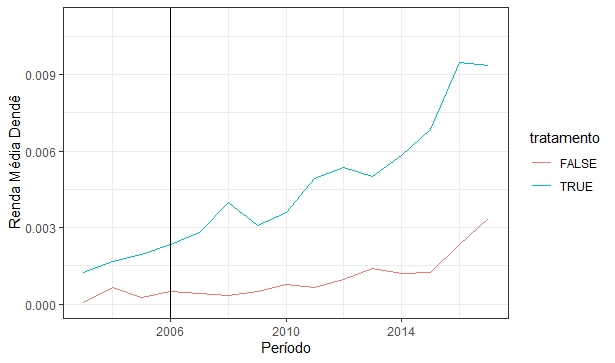 0.009
0.006
0.003
0.000
Renda Média Dendê
2006
2010
2014
Período
tratamento
FALSE
TRUE